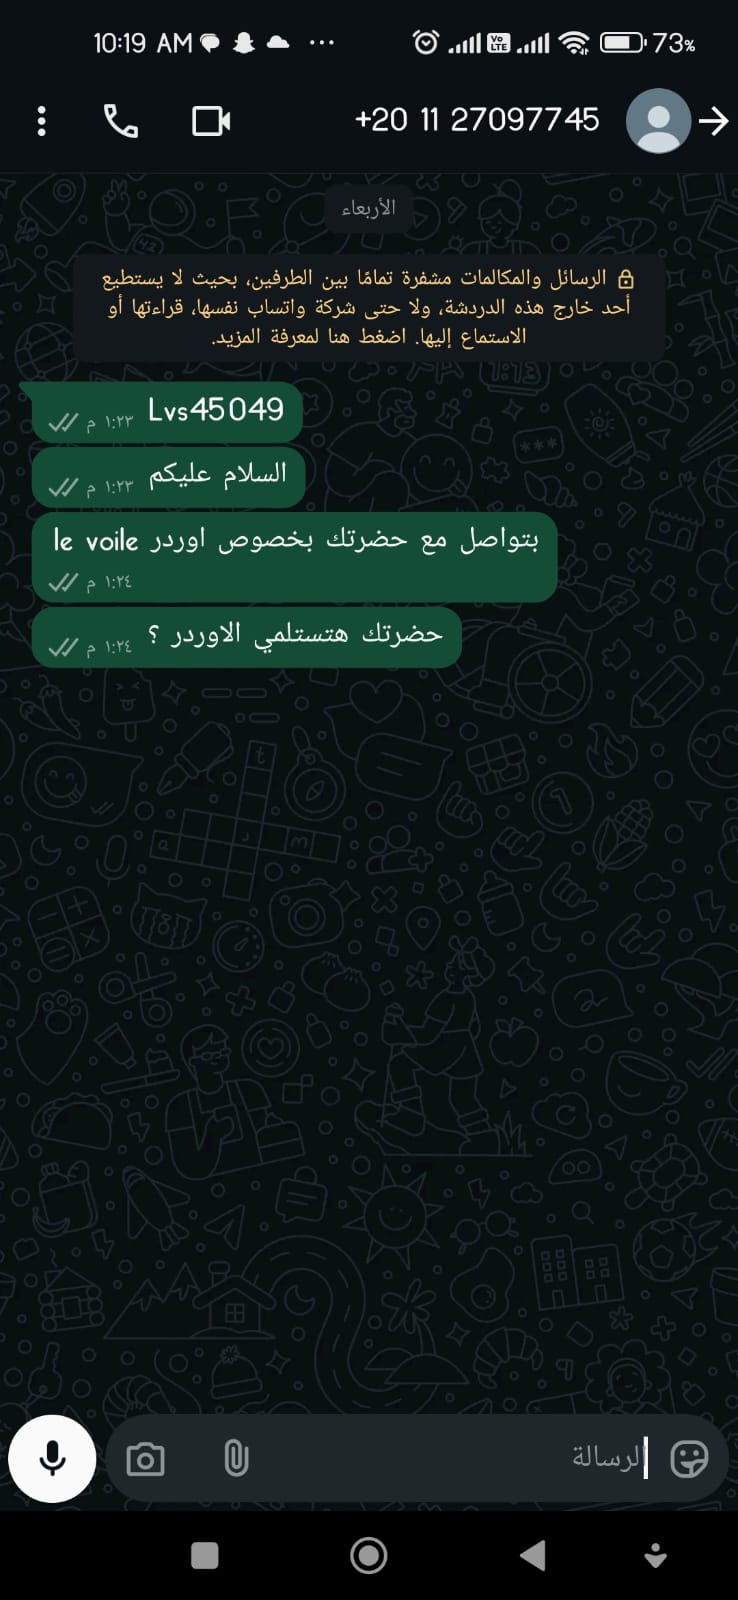 10:19 AM ... Vo LTE 73%
+20 11 27097745
الأربعاء
الرسائل والمكالمات مشفرة تمامًا بين الطرفين، بحيث لا يستطيع
أحد خارج هذه الدردشة، ولا حتى شركة واتساب نفسها، قراءتها أو
الاستماع إليها. اضغط هنا لمعرفة المزيد.
Lvs45049
١:٢٣ م
السلام عليكم
١:٢٣ م
بتواصل مع حضرتك بخصوص اوردر le voile
١:٢٤ م
حضرتك هتستلمي الاوردر ؟
١:٢٤ م
الرسالة